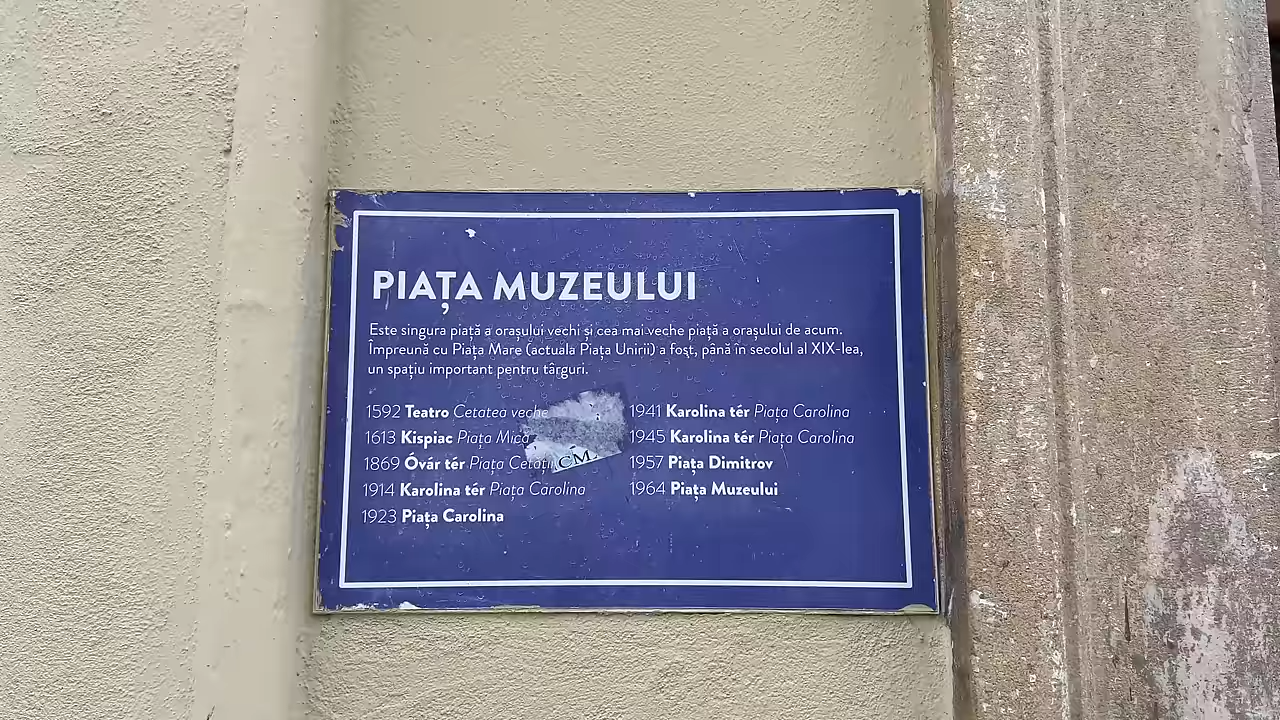 PIAȚA MUZEULUI
Este singura piață a orașului vechi și cea mai veche piață a orașului de acum.
Împreună cu Piața Mare (actuala Piața Unirii) a fost, până în secolul al XIX-lea,
un spațiu important pentru târguri.
1592 Teatro Cetatea veche
1613 Kispiac Piața Mică
1869 Óvár tér Piața Cetății
CM
1914 Karolina tér Piața Carolina
1923 Piața Carolina
1941 Karolina tér Piața Carolina
1945 Karolina tér Piața Carolina
1957 Piața Dimitrov
1964 Piața Muzeului